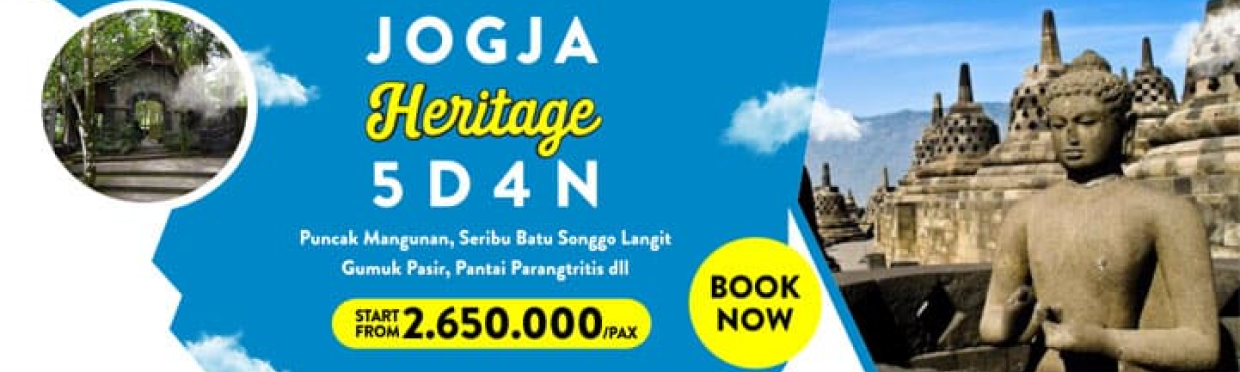 JOGJA
Heritage
5D4N
Puncak Mangunan, Seribu Batu Songgo Langit
Gumuk Pasir, Pantai Parangtritis dll
START FROM 2.650.000/PAX
BOOK
NOW